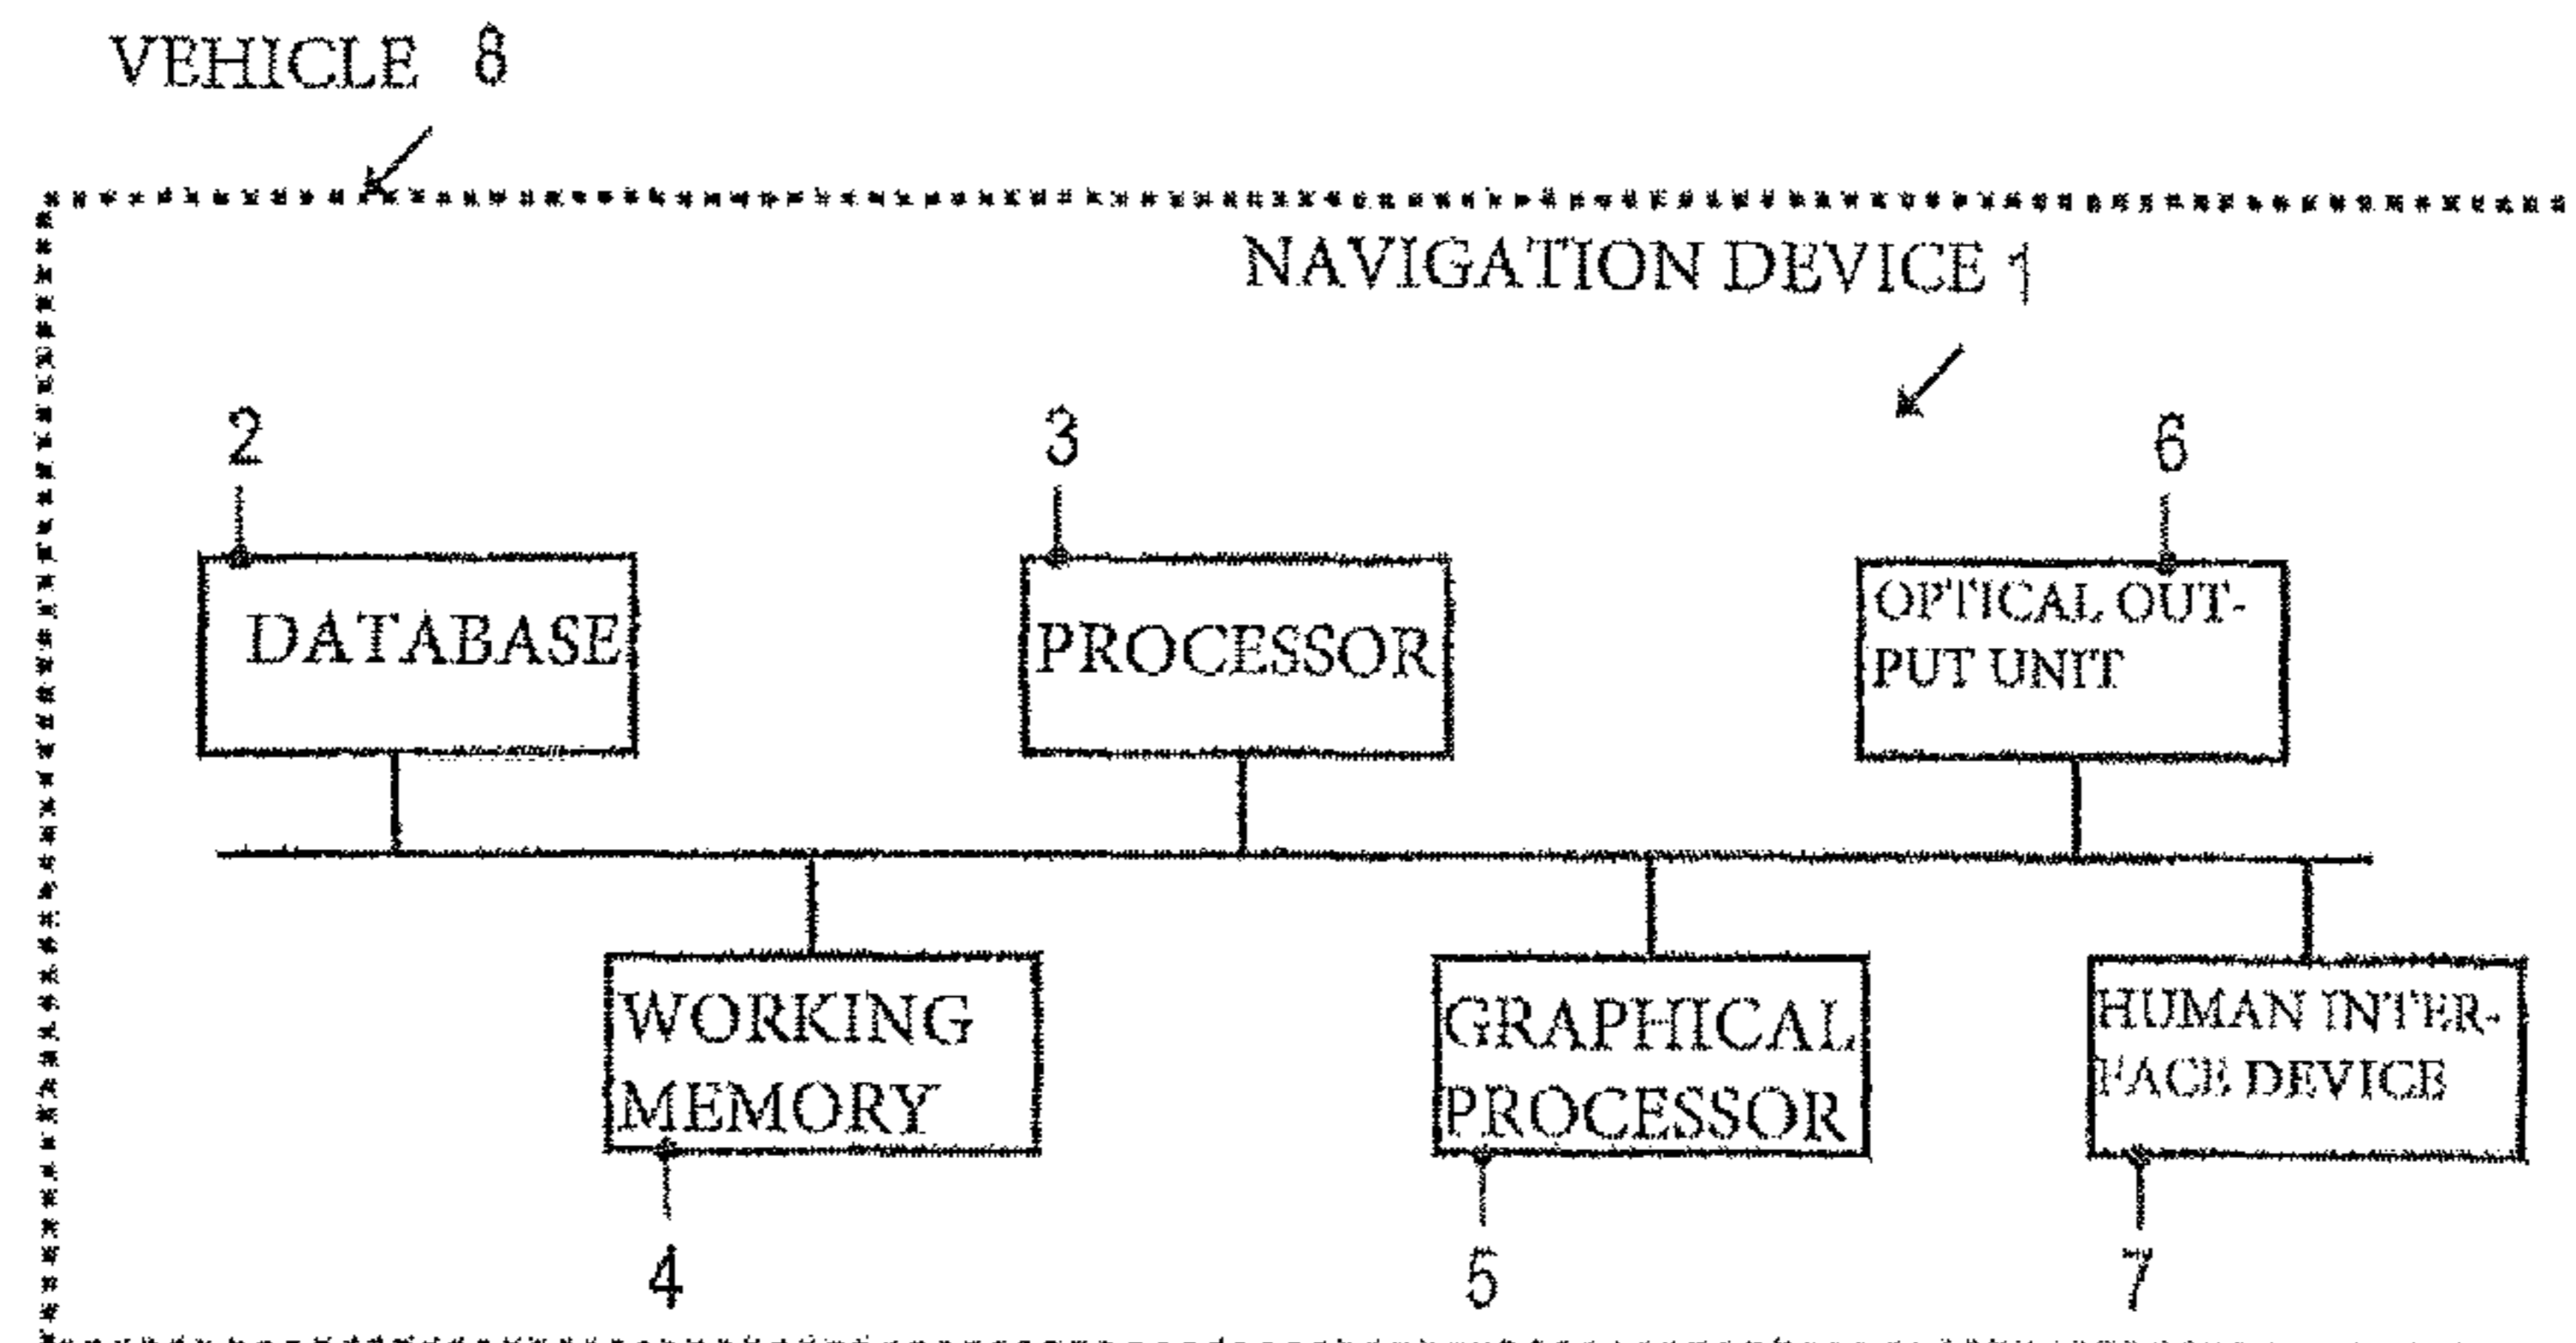 VEHICLE 8
NAVIGATION DEVICE 1
2
3
6
DATABASE
PROCESSOR
OPTICAL OUT-
PUT UNIT
WORKING
MEMORY
GRAPHICAL
PROCESSOR
HUMAN INTER-
FACE DEVICE
4
5
7